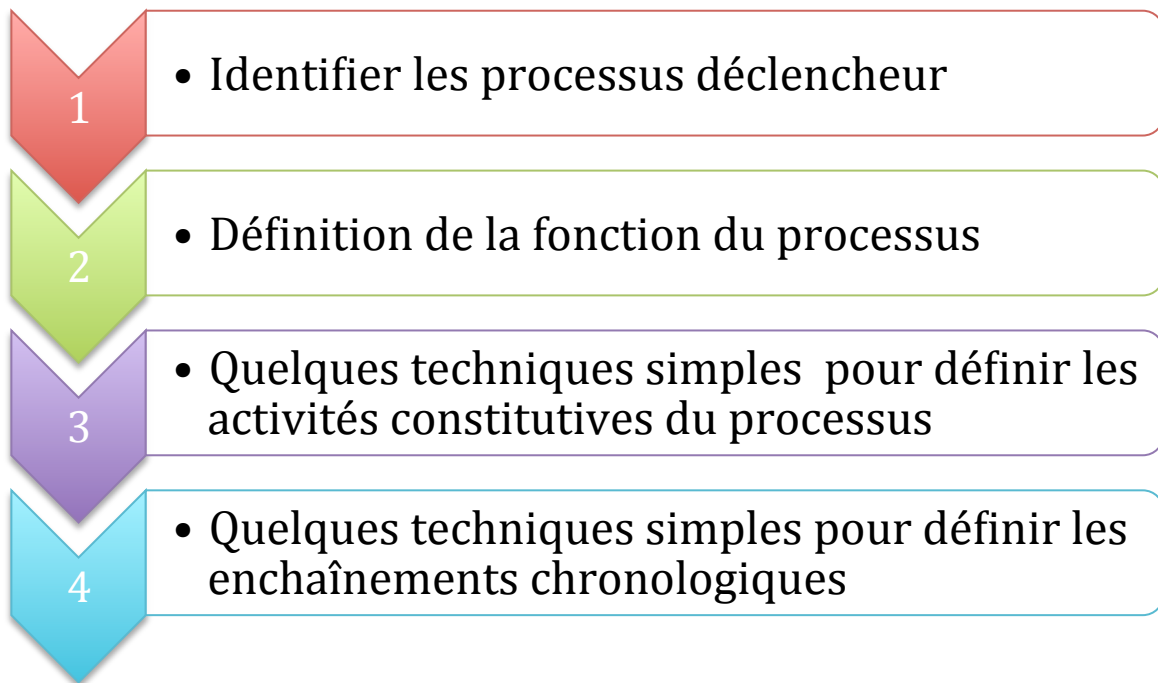 1
• Identifier les processus déclencheur
2
• Définition de la fonction du processus
3
• Quelques techniques simples  pour définir les
activités constitutives du processus
4
• Quelques techniques simples pour définir les
enchaînements chronologiques